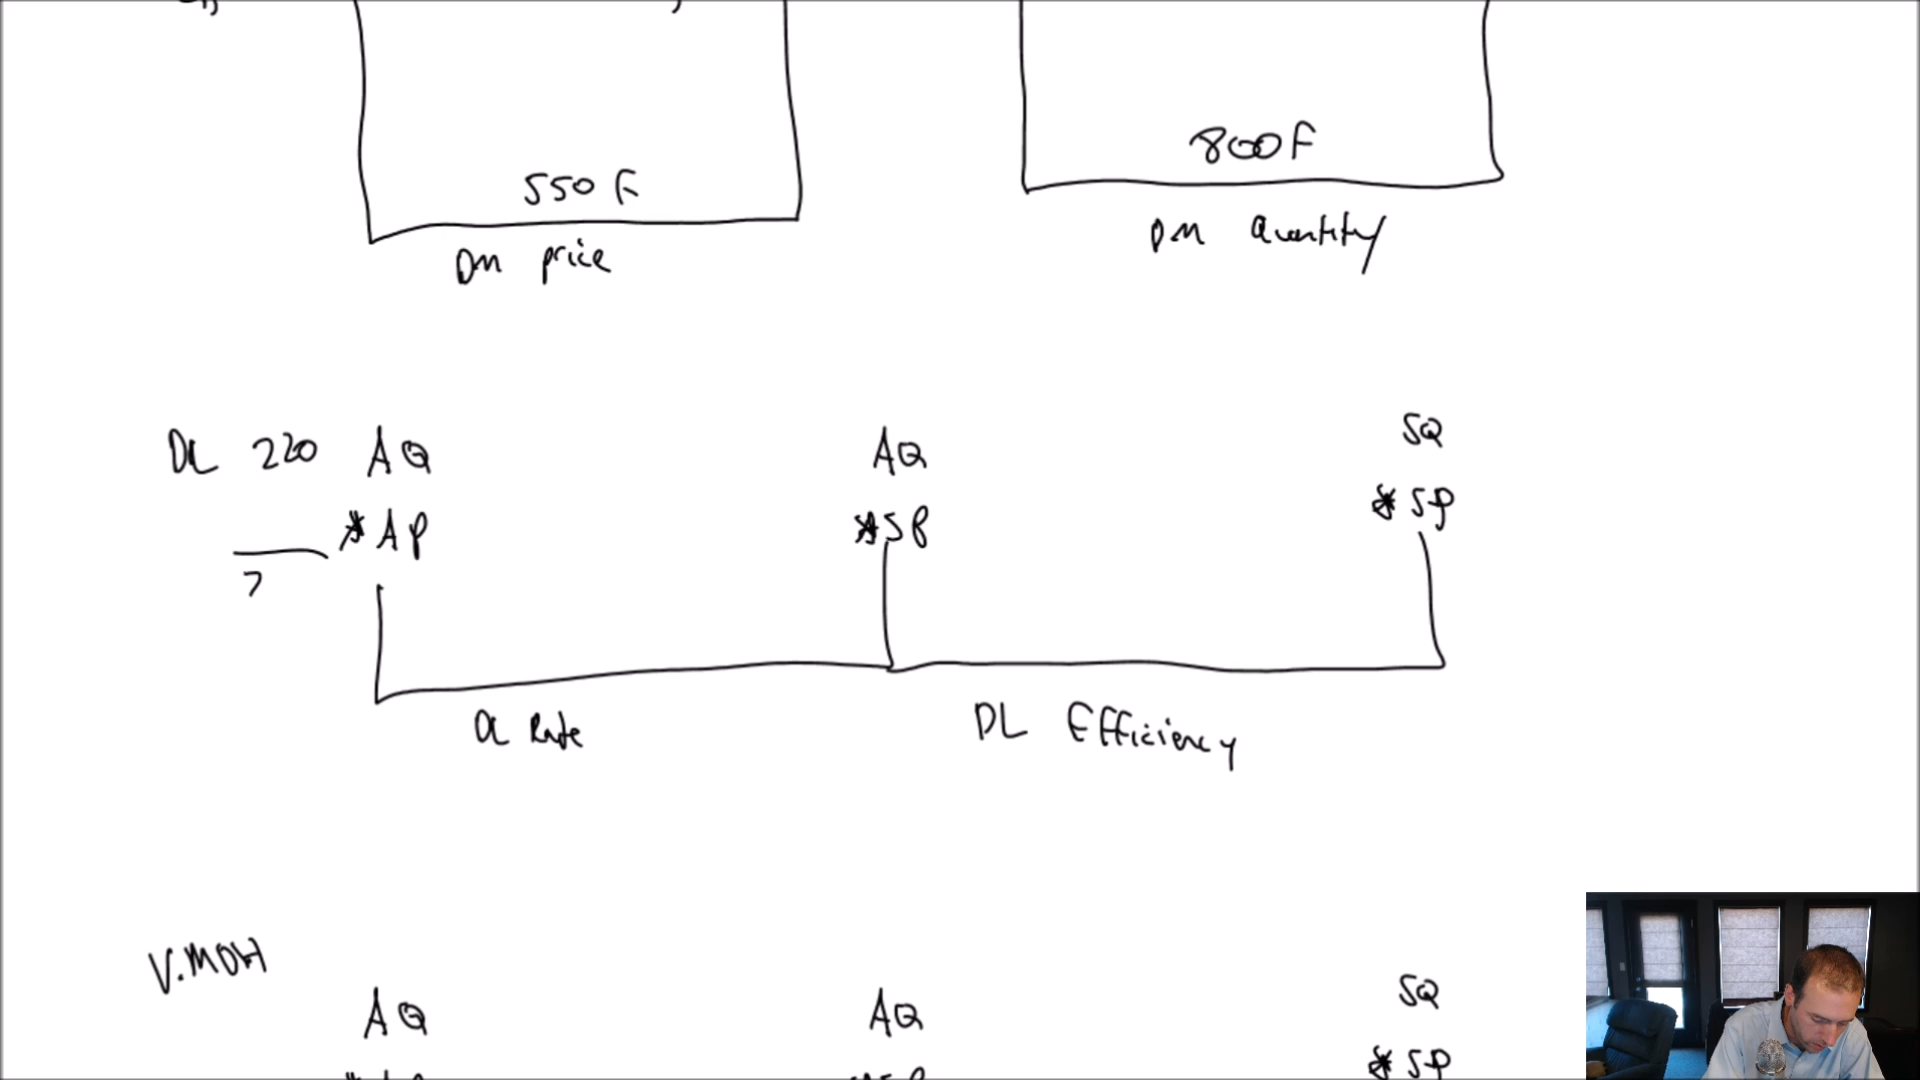 550 F
800 F
DM price
DM Quantity
DL 220 AQ AQ SQ
* AP * SP * SP
7
DL Rate DL Efficiency
V.MOH
AQ AQ SQ
* SP